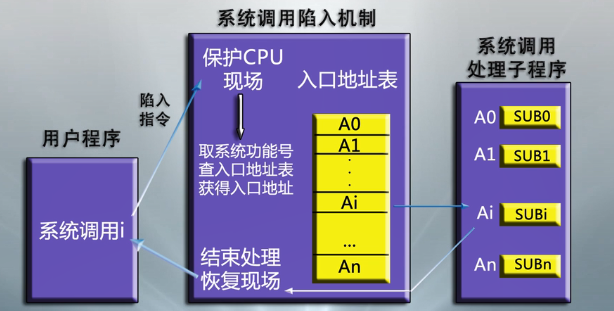 系统调用陷入机制
用户程序
系统调用i
陷入
指令
保护CPU
现场
取系统功能号
查入口地址表
获得入口地址
结束处理
恢复现场
入口地址表
A0
A1
.
.
.
Ai
...
An
系统调用
处理子程序
A0 SUB0
A1 SUB1
Ai SUBi
An SUBn